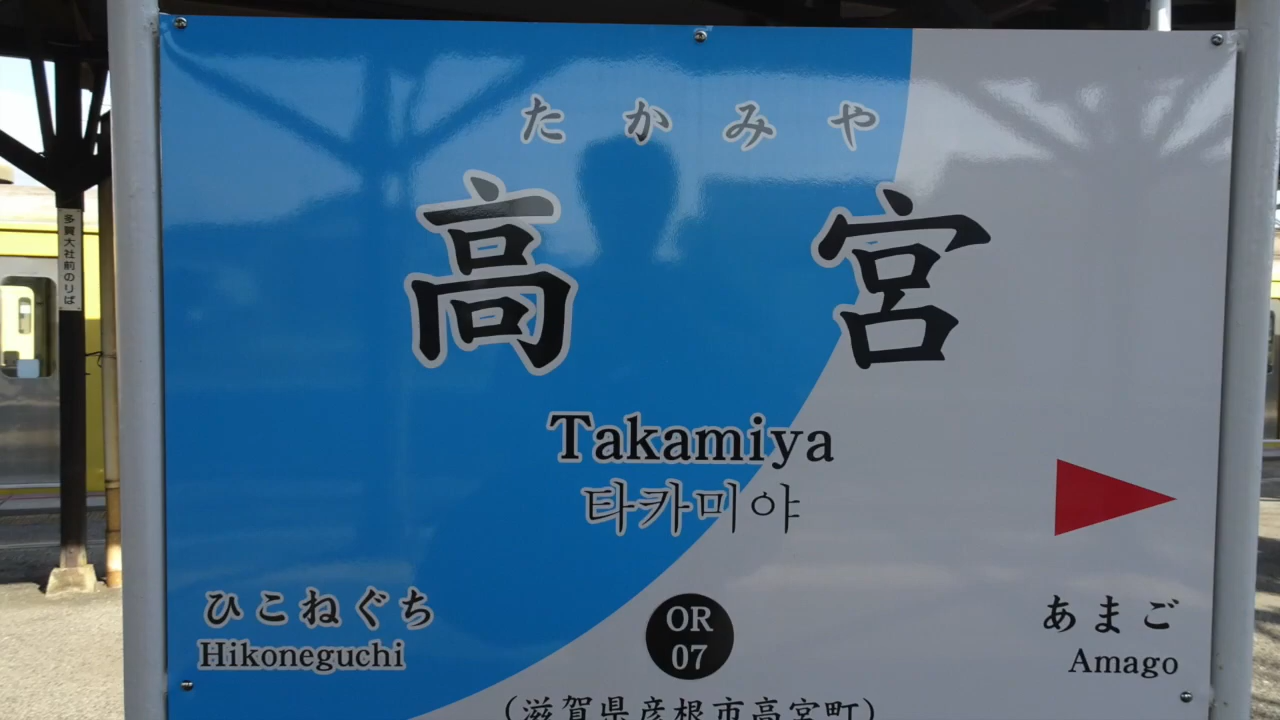 たかみや
高宮
Takamiya
타카미야
ひこねぐち
Hikoneguchi
OR
07
あまご
Amago
(滋賀県彦根市高宮町)
多賀大社前のりば